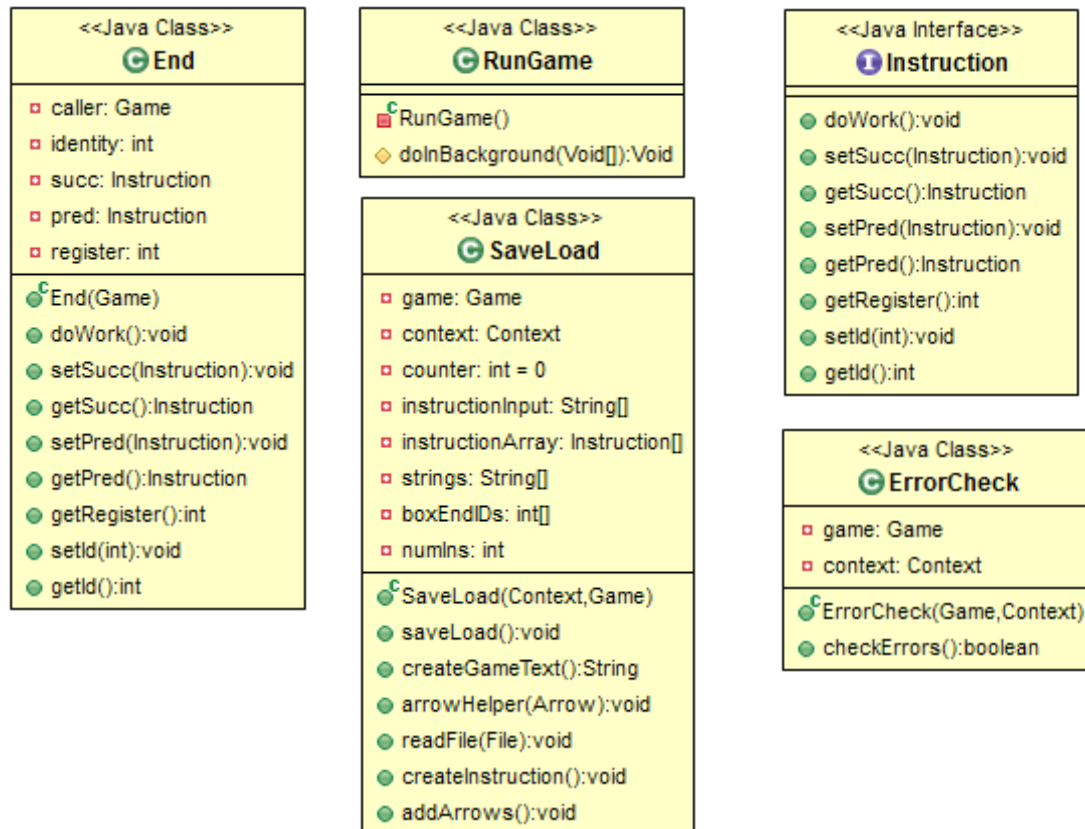 <<Java Class>>
End
caller: Game
identity: int
succ: Instruction
pred: Instruction
register: int
End(Game)
doWork():void
setSucc(Instruction):void
getSucc():Instruction
setPred(Instruction):void
getPred():Instruction
getRegister():int
setId(int):void
getId():int
<<Java Class>>
RunGame
RunGame()
doInBackground(Void[]):Void
<<Java Class>>
SaveLoad
game: Game
context: Context
counter: int = 0
instructionInput: String[]
instructionArray: Instruction[]
strings: String[]
boxEndIDs: int[]
numIns: int
SaveLoad(Context,Game)
saveLoad():void
createGameText():String
arrowHelper(Arrow):void
readFile(File):void
createInstruction():void
addArrows():void
<<Java Interface>>
Instruction
doWork():void
setSucc(Instruction):void
getSucc():Instruction
setPred(Instruction):void
getPred():Instruction
getRegister():int
setId(int):void
getId():int
<<Java Class>>
ErrorCheck
game: Game
context: Context
ErrorCheck(Game,Context)
checkErrors():boolean